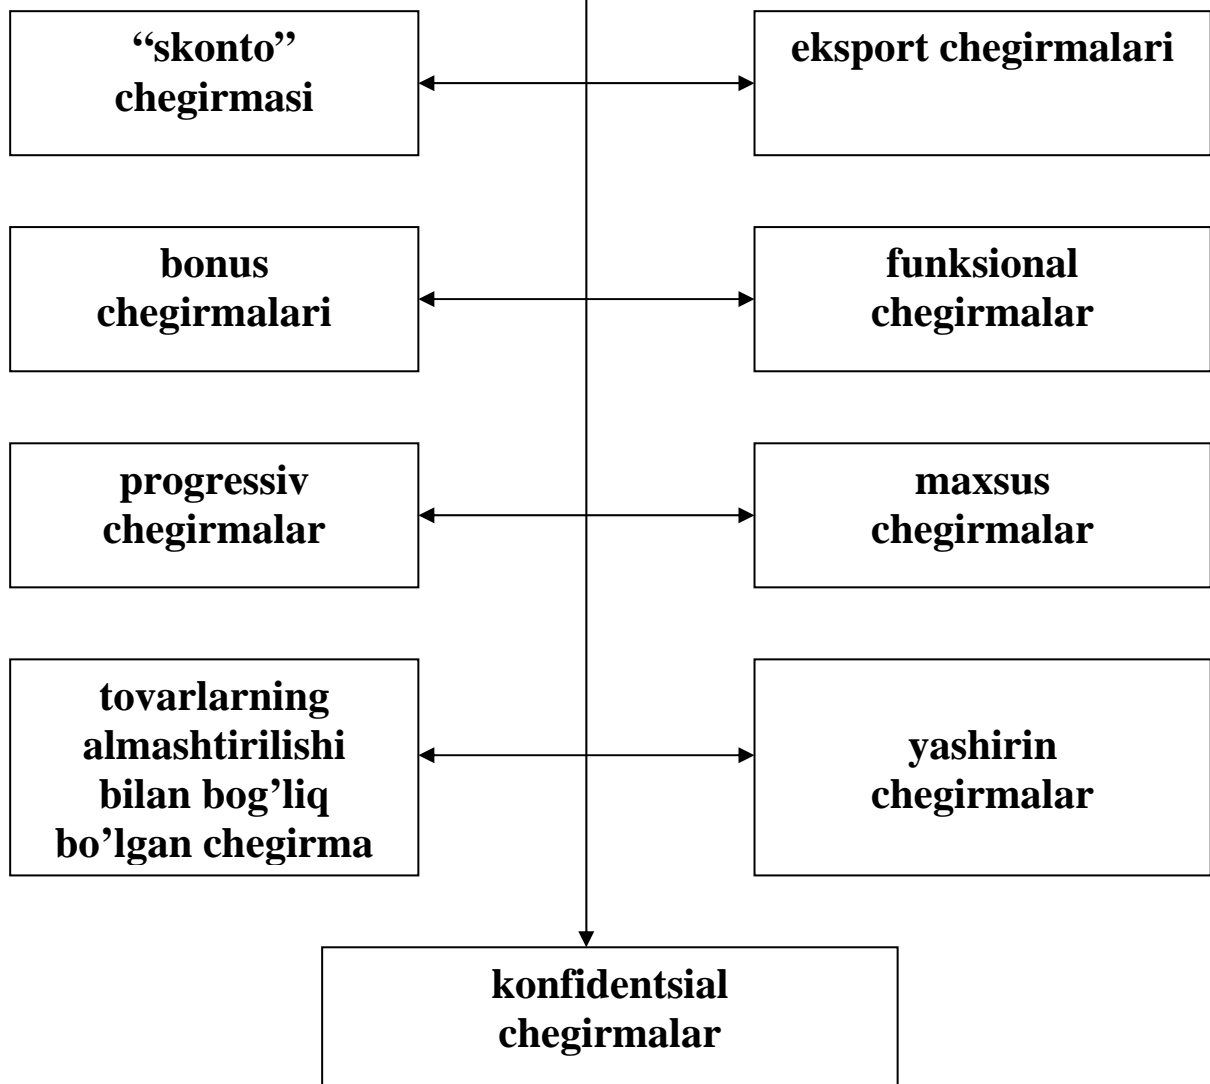 “skonto”
chegirmasi
eksport chegirmalari
bonus
chegirmalari
funksional
chegirmalar
progressiv
chegirmalar
maxsus
chegirmalar
tovarlarning
almashtirilishi
bilan bog’liq
bo’lgan chegirma
yashirin
chegirmalar
konfidentsial
chegirmalar